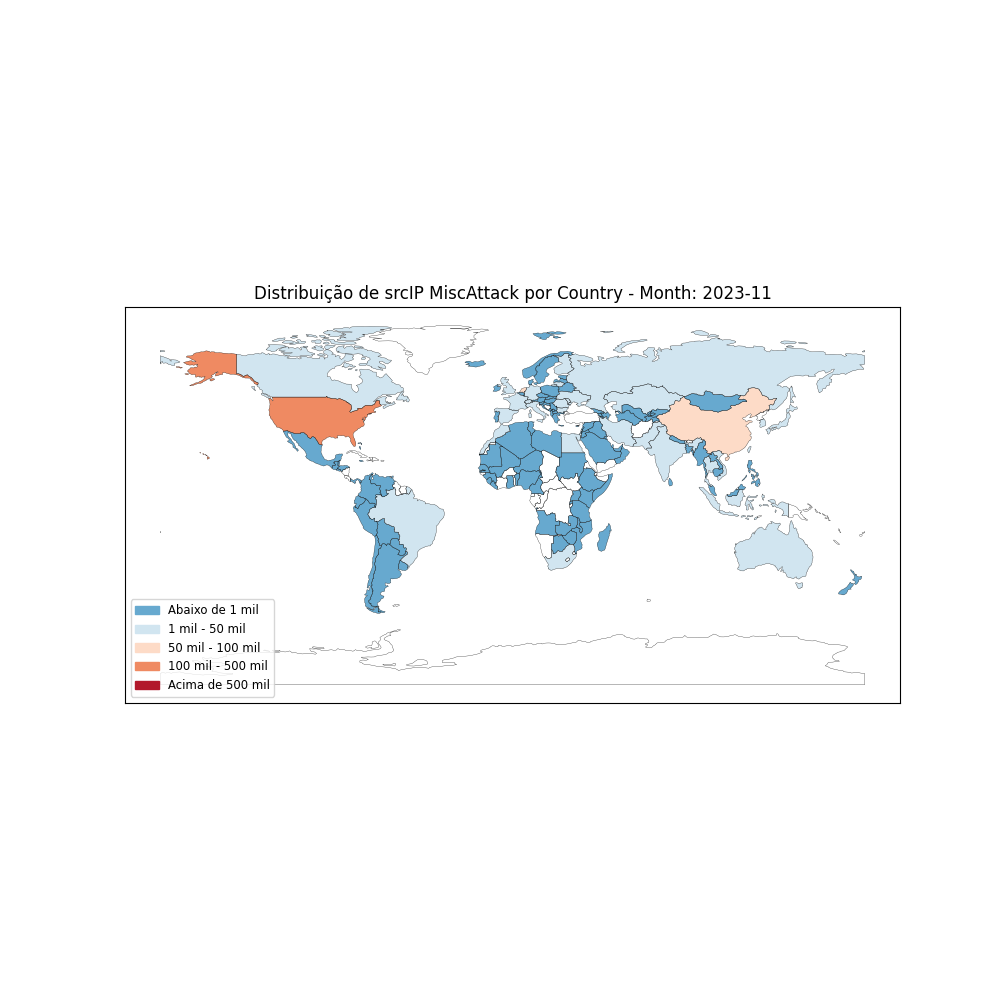 Distribuição de srcIP MiscAttack por Country - Month: 2023-11
Abaixo de 1 mil
1 mil - 50 mil
50 mil - 100 mil
100 mil - 500 mil
Acima de 500 mil